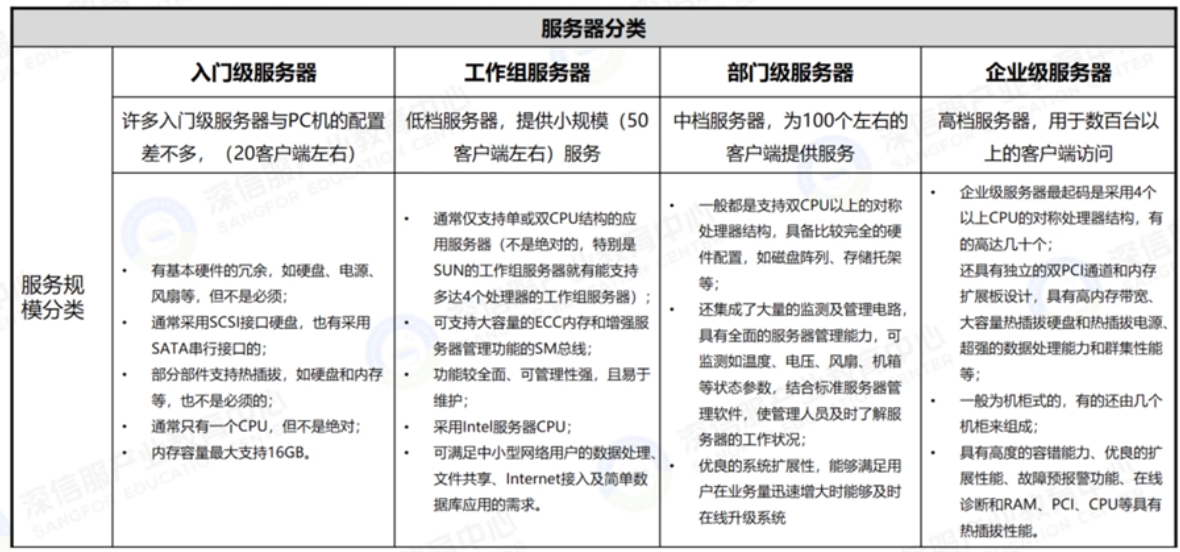 服务器分类
入门级服务器
工作组服务器
部门级服务器
企业级服务器
服务规
模分类
许多入门级服务器与PC机的配置
差不多，（20客户端左右）
低档服务器，提供小规模（50
客户端左右）服务
中档服务器，为100个左右的
客户端提供服务
高档服务器，用于数百台以
上的客户端访问
• 有基本硬件的冗余，如硬盘、电源、
风扇等，但不是必须；
• 通常采用SCSI接口硬盘，也有采用
SATA串行接口的；
• 部分部件支持热插拔，如硬盘和内存
等，也不是必须的；
• 通常只有一个CPU，但不是绝对；
• 内存容量最大支持16GB。
• 通常仅支持单或双CPU结构的应
用服务器（不是绝对的，特别是
SUN的工作组服务器就有能支持
多达4个处理器的工作组服务器）；
• 可支持大容量的ECC内存和增强服
务器管理功能的SM总线；
• 功能较全面、可管理性强，且易于
维护；
• 采用Intel服务器CPU；
• 可满足中小型网络用户的数据处理、
文件共享、Internet接入及简单数
据库应用的需求。
• 一般都是支持双CPU以上的对称
处理器结构，具备比较完全的硬
件配置，如磁盘阵列、存储托架
等；
• 还集成了大量的监测及管理电路，
具有全面的服务器管理能力，可
监测如温度、电压、风扇、机箱
等状态参数，结合标准服务器管
理软件，使管理人员及时了解服
务器的工作状况；
• 优良的系统扩展性，能够满足用
户在业务量迅速增大时能够及时
在线升级系统
• 企业级服务器最起码是采用4个
以上CPU的对称处理器结构，有
的高达几十个；
还具有独立的双PCI通道和内存
扩展板设计，具有高内存带宽、
大容量热插拔硬盘和热插拔电源、
超强的数据处理能力和群集性能
等；
• 一般为机柜式的，有的还由几个
机柜来组成；
• 具有高度的容错能力、优良的扩
展性能、故障预报警功能、在线
诊断和RAM、PCI、CPU等具有
热插拔性能。
深信服产业教育中心
SANGFOR EDUCATION CENTER